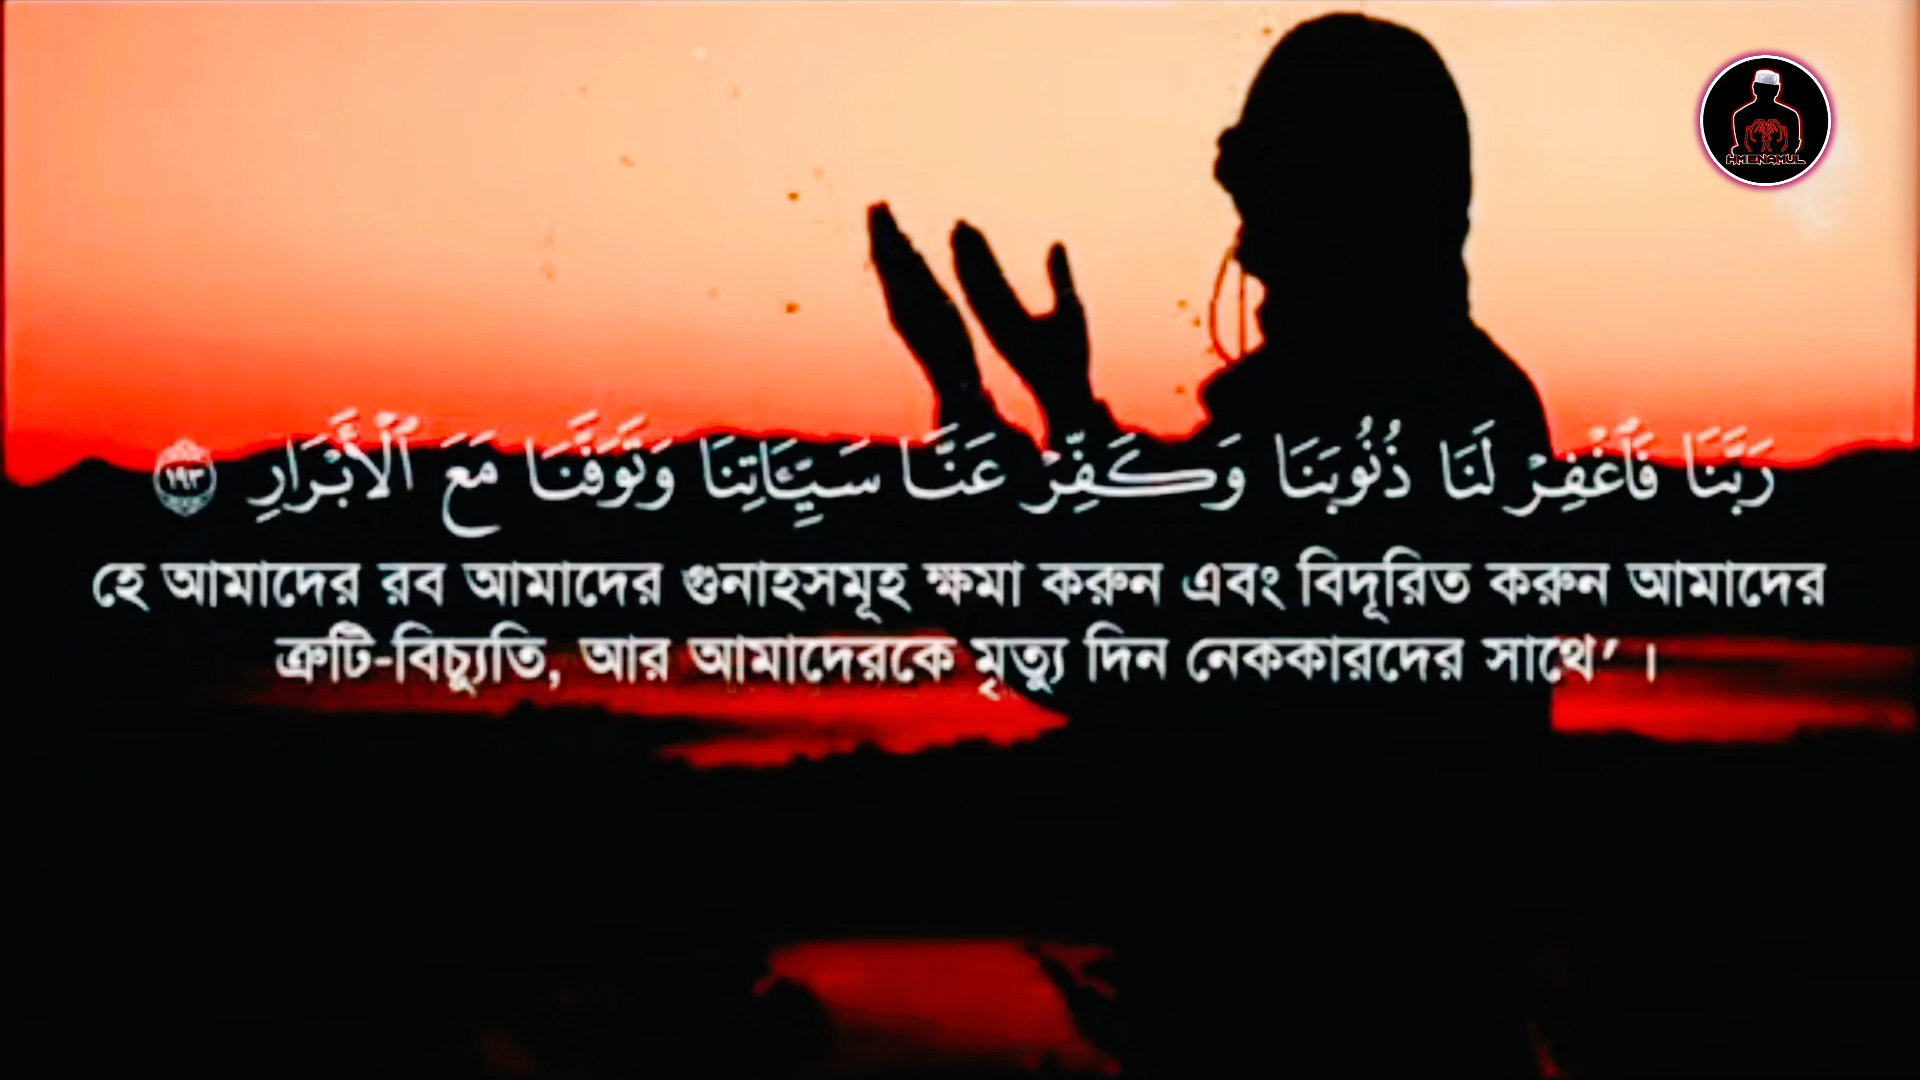 رَبَّنَا فَٱغْفِرْ لَنَا ذُنُوبَنَا وَكَفِّرْ عَنَّا سَيِّـَٔاتِنَا وَتَوَفَّنَا مَعَ ٱلْأَبْرَارِ ١٩٣
হে আমাদের রব আমাদের গুনাহসমূহ ক্ষমা করুন এবং বিদূরিত করুন আমাদের
ত্রুটি-বিচ্যুতি, আর আমাদেরকে মৃত্যু দিন নেককারদের সাথে’ ।